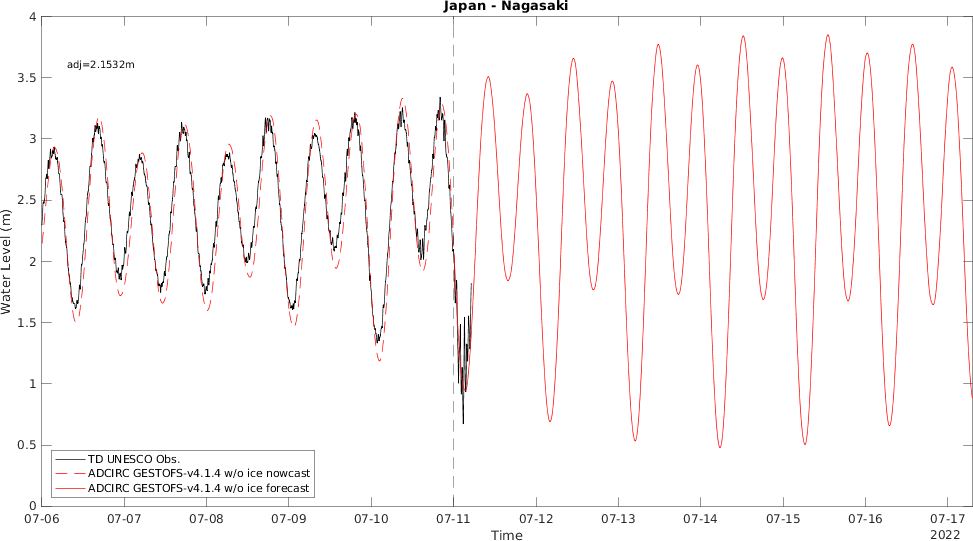 Japan - Nagasaki
4
adj=2.1532m
3.5
3
2.5
2
1.5
1
0.5
0
Water Level (m)
TD UNESCO Obs.
ADCIRC GESTOFS-v4.1.4 w/o ice nowcast
ADCIRC GESTOFS-v4.1.4 w/o ice forecast
07-06 07-07 07-08 07-09 07-10 07-11 07-12 07-13 07-14 07-15 07-16 07-17
Time
2022